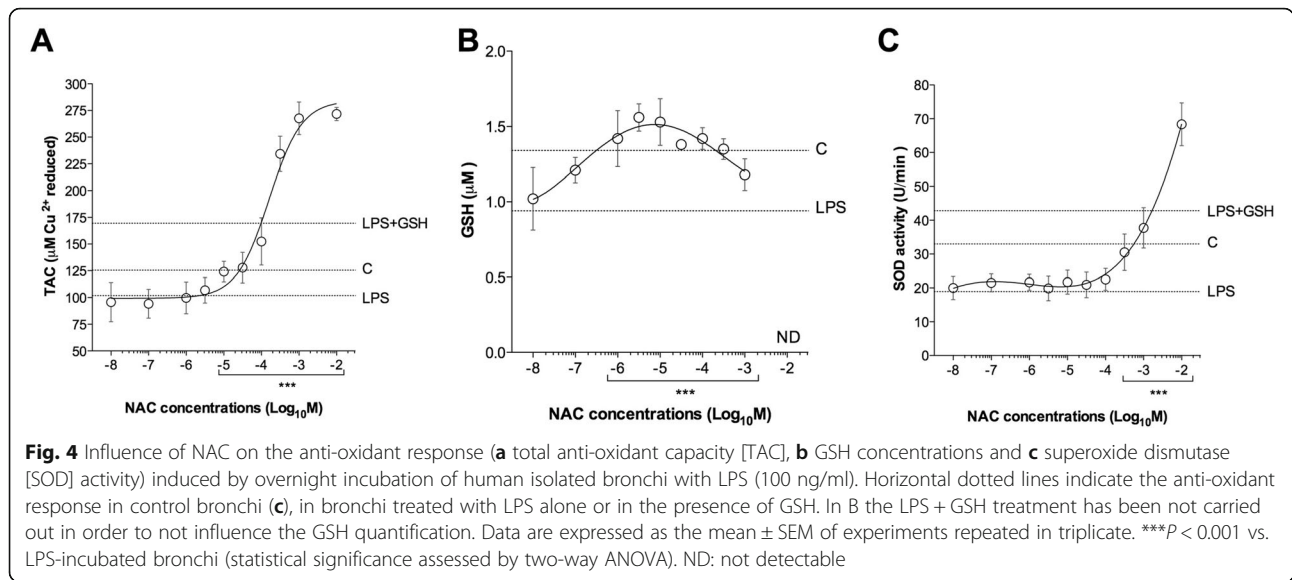 A
300
275
250
225
200
175
150
125
100
75
50
TAC (µM Cu 2+ reduced)
LPS+GSH
C
LPS
-8 -7 -6 -5 -4 -3 -2
***
NAC concentrations (Log10M)
B
2.0
1.5
1.0
0.5
0.0
GSH (µM)
C
LPS
ND
-8 -7 -6 -5 -4 -3 -2
***
NAC concentrations (Log10M)
C
80
70
60
50
40
30
20
10
0
SOD activity (U/min)
LPS+GSH
C
LPS
-8 -7 -6 -5 -4 -3 -2
***
NAC concentrations (Log10M)
Fig. 4 Influence of NAC on the anti-oxidant response (a total anti-oxidant capacity [TAC], b GSH concentrations and c superoxide dismutase
[SOD] activity) induced by overnight incubation of human isolated bronchi with LPS (100 ng/ml). Horizontal dotted lines indicate the anti-oxidant
response in control bronchi (c), in bronchi treated with LPS alone or in the presence of GSH. In B the LPS + GSH treatment has been not carried
out in order to not influence the GSH quantification. Data are expressed as the mean ± SEM of experiments repeated in triplicate. ***P < 0.001 vs.
LPS-incubated bronchi (statistical significance assessed by two-way ANOVA). ND: not detectable